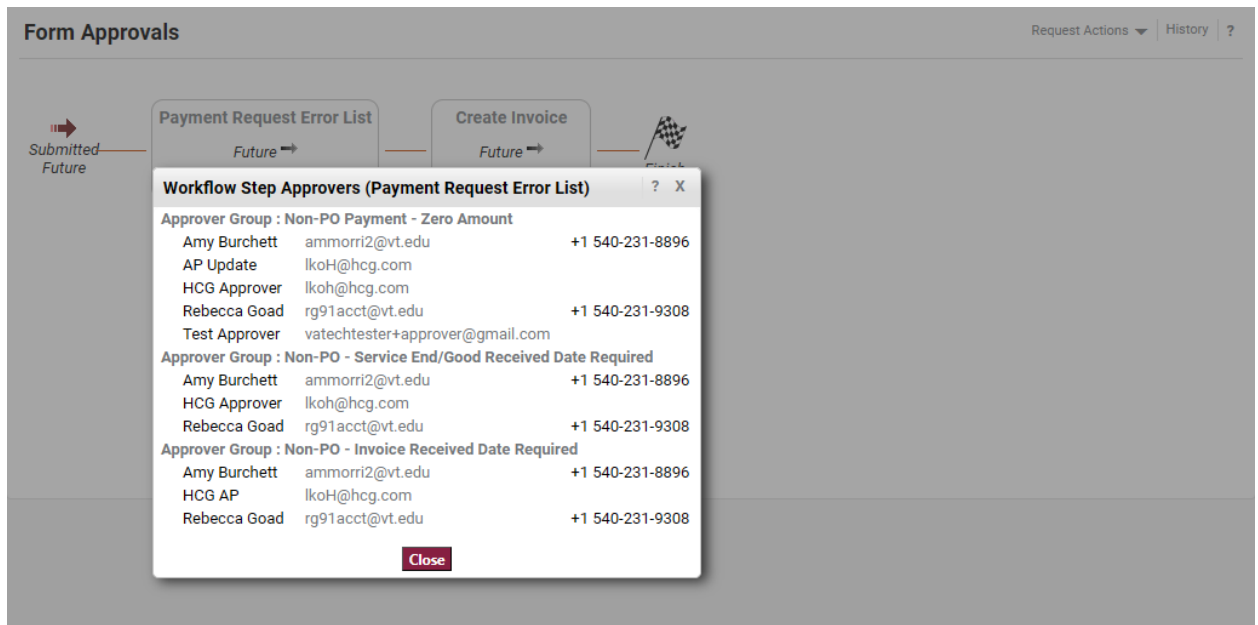 Form Approvals
Request Actions History ?
Payment Request Error List
Create Invoice
Submitted
Future
Future
Future
Finish
Workflow Step Approvers (Payment Request Error List) ? X
Approver Group : Non-PO Payment - Zero Amount
Amy Burchett ammorri2@vt.edu +1 540-231-8896
AP Update lkoH@hcg.com
HCG Approver lkoh@hcg.com
Rebecca Goad rg91acct@vt.edu +1 540-231-9308
Test Approver vatechtester+approver@gmail.com
Approver Group : Non-PO - Service End/Good Received Date Required
Amy Burchett ammorri2@vt.edu +1 540-231-8896
HCG Approver lkoh@hcg.com
Rebecca Goad rg91acct@vt.edu +1 540-231-9308
Approver Group : Non-PO - Invoice Received Date Required
Amy Burchett ammorri2@vt.edu +1 540-231-8896
HCG AP lkoH@hcg.com
Rebecca Goad rg91acct@vt.edu +1 540-231-9308
Close